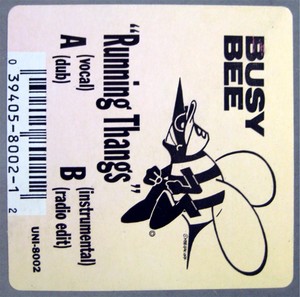 BUSY
BEE
"Running Thangs"
A (vocal)
(dub)
B (instrumental)
(radio edit)
UNI-8002
0 39405-8002-1 2